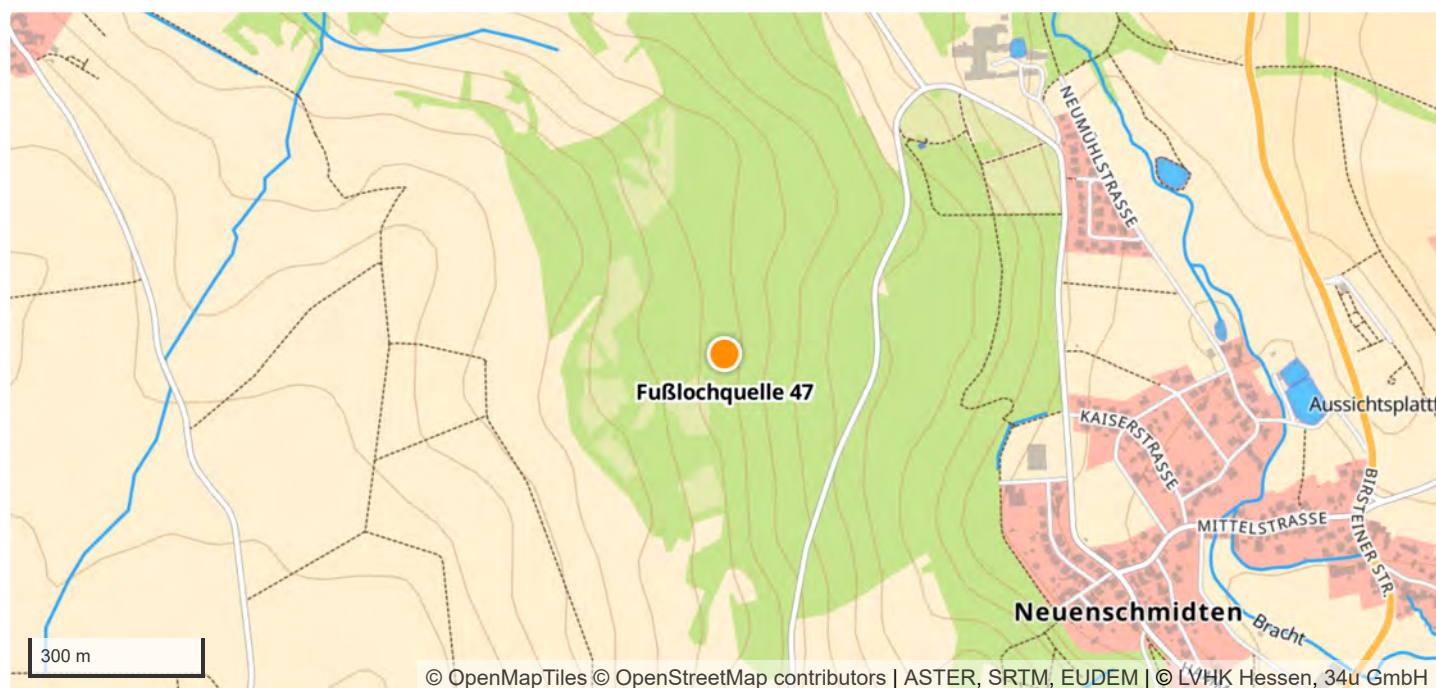 NEUMÜHLSTRASSE
Fußlochquelle 47
Aussichtsplattf
KAISERSTRASSE
MITTELSTRASSE
BIRSTEINER STR.
Neuenschmidten
Bracht
300 m
© OpenMapTiles © OpenStreetMap contributors | ASTER, SRTM, EUDEM | © LVHK Hessen, 34u GmbH